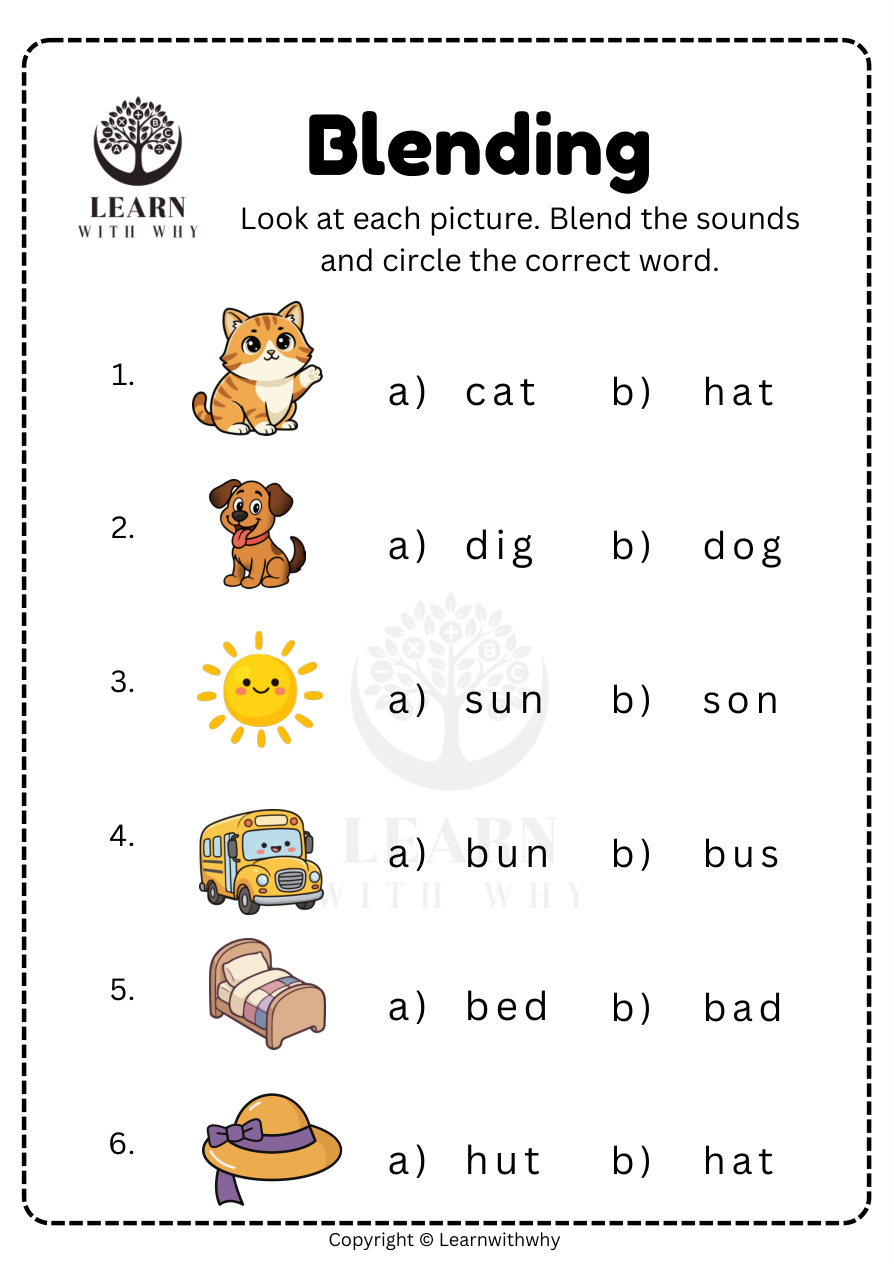 LEARN
WITH WHY
Blending
Look at each picture. Blend the sounds
and circle the correct word.
1. a) cat b) hat
2. a) dig b) dog
3. a) sun b) son
LEARN
WITH WHY
4. a) bun b) bus
5. a) bed b) bad
6. a) hut b) hat
Copyright © Learnwithwhy